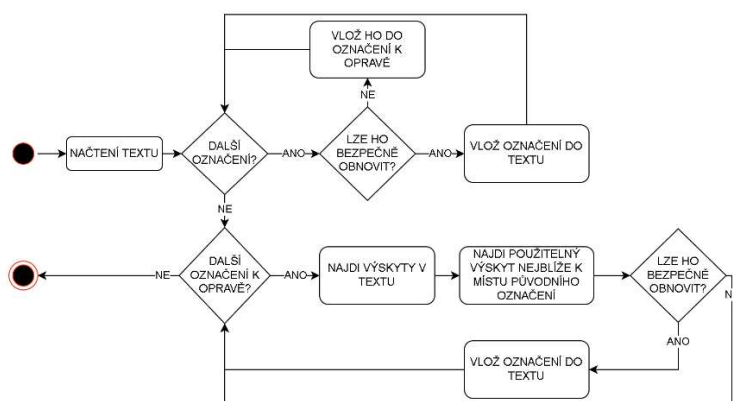 VLOŽ HO DO
OZNAČENÍ K
OPRAVĚ
NE
NAČTENÍ TEXTU
DALŠÍ
OZNAČENÍ?
ANO
LZE HO
BEZPEČNĚ
OBNOVIT?
ANO
VLOŽ OZNAČENÍ DO
TEXTU
NE
NE
DALŠÍ
OZNAČENÍ K
OPRAVĚ?
ANO
NAJDI VÝSKYTY V
TEXTU
NAJDI POUŽITELNÝ
VÝSKYT NEJBLÍŽE K
MÍSTU PŮVODNÍHO
OZNAČENÍ
LZE HO
BEZPEČNĚ
OBNOVIT?
N
ANO
VLOŽ OZNAČENÍ DO
TEXTU